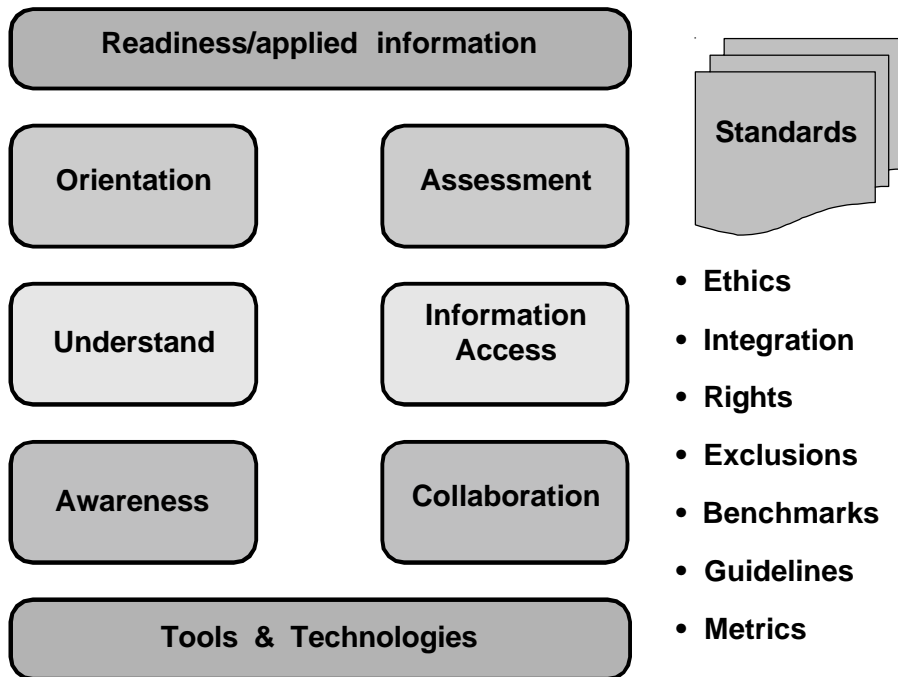 Readiness/applied information
Orientation
Assessment
Understand
Information
Access
Awareness
Collaboration
Tools & Technologies
Standards
• Ethics
• Integration
• Rights
• Exclusions
• Benchmarks
• Guidelines
• Metrics